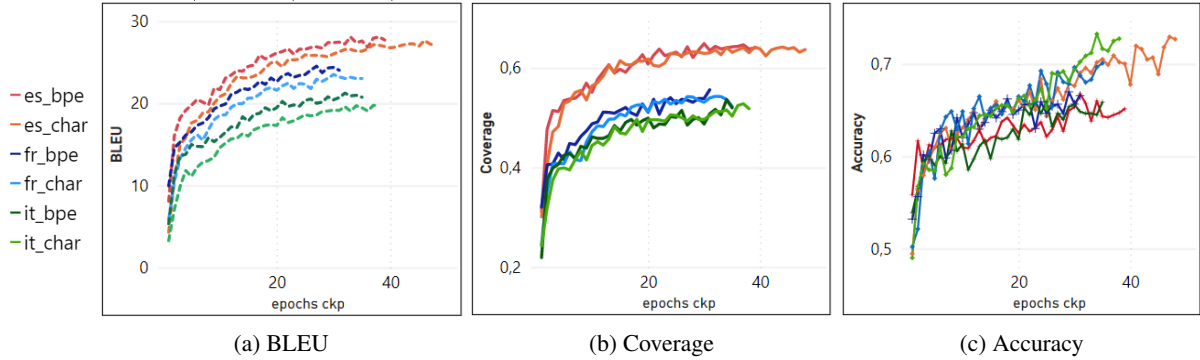 es_bpe
es_char
fr_bpe
fr_char
it_bpe
it_char
30
20
10
0
BLEU
20
40
epochs ckp
(a) BLEU
0,6
0,4
0,2
Coverage
20
40
epochs ckp
(b) Coverage
0,7
0,6
0,5
Accuracy
20
40
epochs ckp
(c) Accuracy